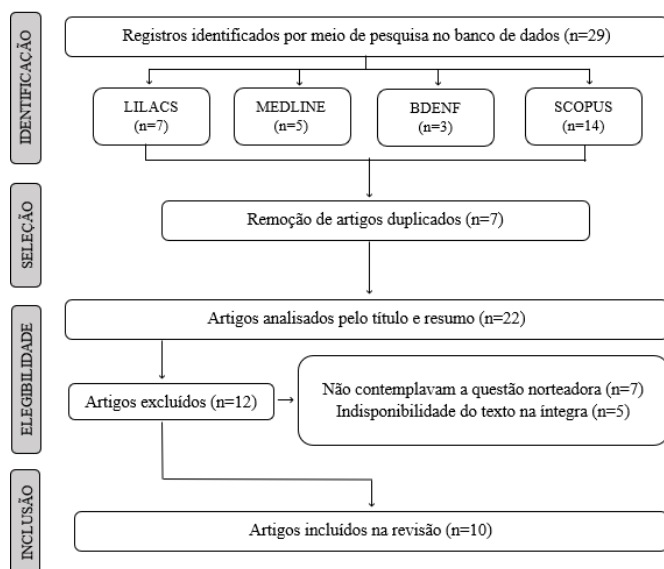 IDENTIFICAÇÃO
Registros identificados por meio de pesquisa no banco de dados (n=29)
LILACS
(n=7)
MEDLINE
(n=5)
BDENF
(n=3)
SCOPUS
(n=14)
SELEÇÃO
Remoção de artigos duplicados (n=7)
ELEGIBILIDADE
Artigos analisados pelo título e resumo (n=22)
Artigos excluídos (n=12)
Não contemplavam a questão norteadora (n=7)
Indisponibilidade do texto na íntegra (n=5)
INCLUSÃO
Artigos incluídos na revisão (n=10)